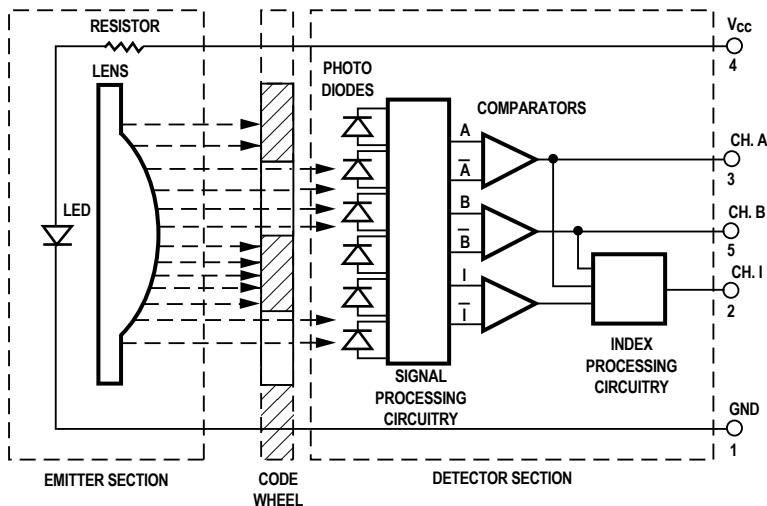 RESISTOR
LENS
LED
PHOTO
DIODES
COMPARATORS
A
A̅
B
B̅
I
I̅
VCC
4
CH. A
3
CH. B
5
CH. I
2
GND
1
SIGNAL
PROCESSING
CIRCUITRY
INDEX
PROCESSING
CIRCUITRY
EMITTER SECTION
CODE
WHEEL
DETECTOR SECTION